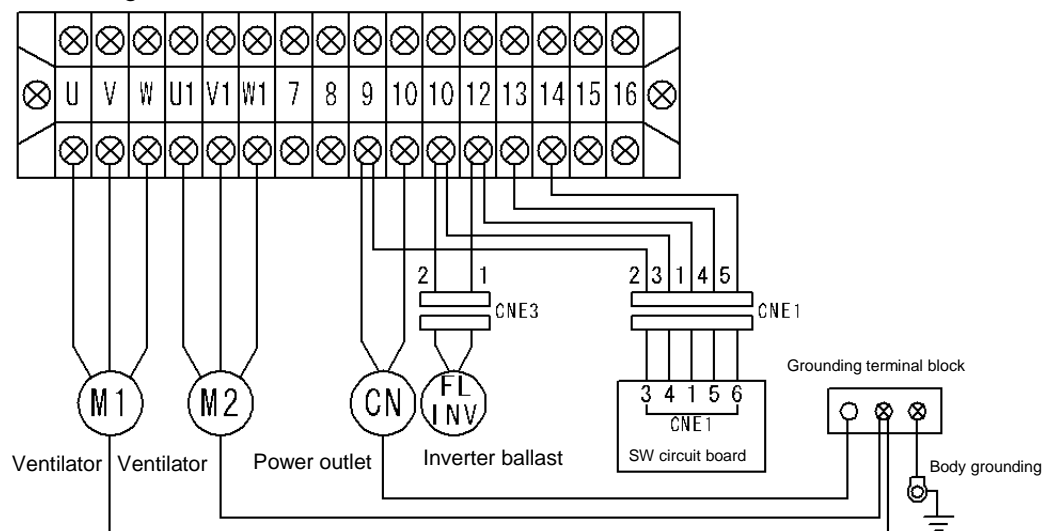 U V W U1 V1 W1 7 8 9 10 10 12 13 14 15 16
2 1 2 3 1 4 5
CNE3 CNE1
Grounding terminal block
M1 M2 CN FL INV 3 4 1 5 6
CNE1
SW circuit board
Ventilator Ventilator Power outlet Inverter ballast
Body grounding